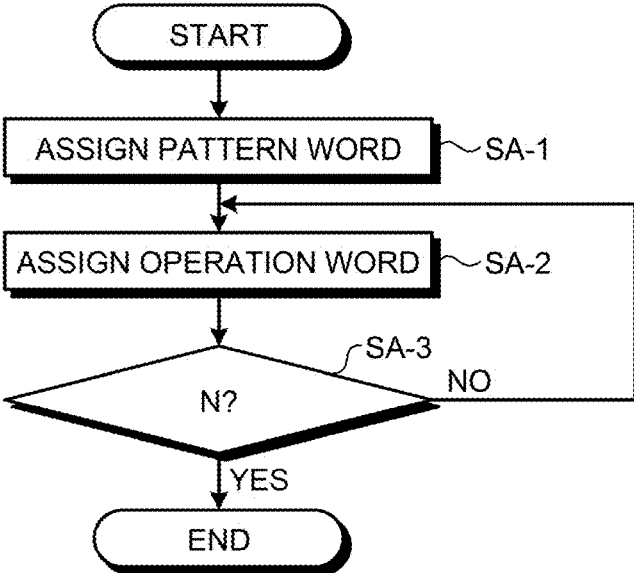 START
ASSIGN PATTERN WORD
SA-1
ASSIGN OPERATION WORD
SA-2
SA-3
N?
NO
YES
END